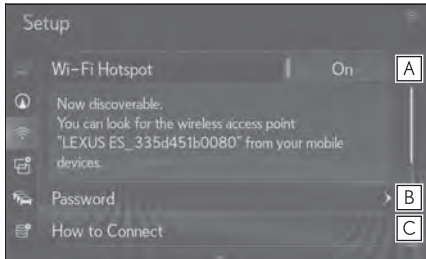 Setup
Wi-Fi Hotspot On A
Now discoverable.
You can look for the wireless access point
"LEXUS ES_335d451b0080" from your mobile
devices.
Password B
How to Connect C